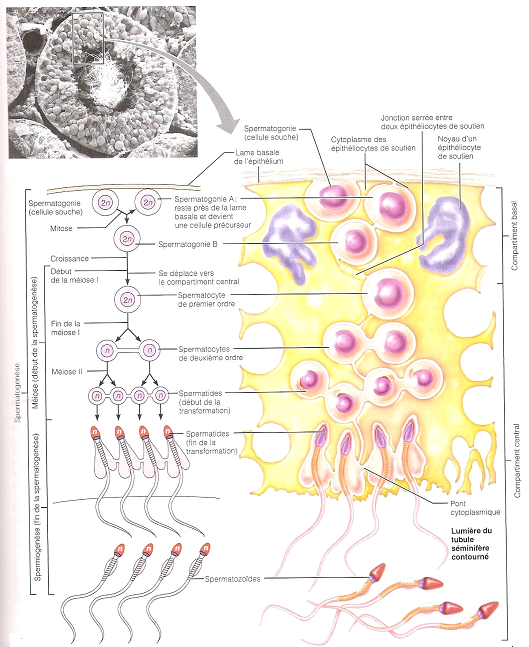 Spermatogonie
(cellule souche)
Lame basale
de l'épithélium
Jonction serrée entre
deux épithéliocytes de soutien
Cytoplasme des
épithéliocytes de soutien
Noyau d'un
épithéliocyte
de soutien
Spermatogonie
(cellule souche)
2n
2n
Spermatogonie A:
reste près de la lame
basale et devient
une cellule précurseur
Mitose
2n
Spermatogonie B
Croissance
Début
de la méiose I
Se déplace vers
le compartiment central
2n
Spermatocyte
de premier ordre
Fin de la
méiose I
n
n
Spermatocytes
de deuxième ordre
Méiose II
n
n
n
n
Spermatides
(début de la
transformation)
n
n
n
n
Spermatides
(fin de la
transformation)
Pont
cytoplasmique
Lumière du
tubule
séminifère
contourné
n
n
n
n
Spermatozoïdes
Spermatogenèse
Méiose (début de la spermatogenèse)
Spermiogenèse (fin de la spermatogenèse)
Compartiment basal
Compartiment central